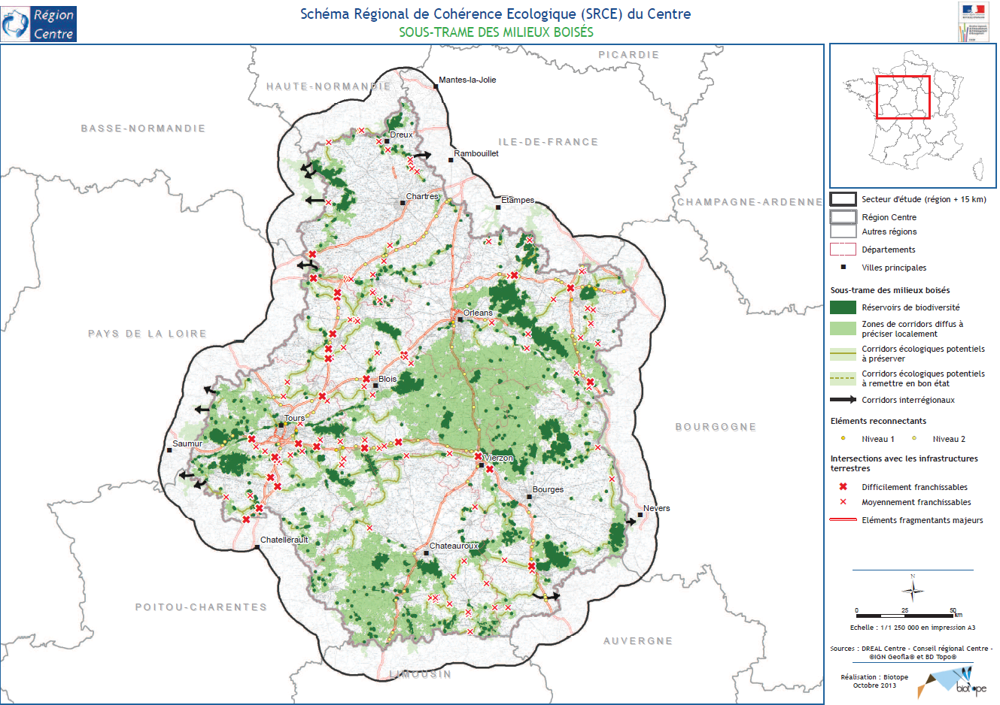 Région
Centre
Schéma Régional de Cohérence Ecologique (SRCE) du Centre
SOUS-TRAME DES MILIEUX BOISÉS
PICARDIE
HAUTE-NORMANDIE
Mantes-la-Jolie
BASSE-NORMANDIE
Dreux
ILE-DE-FRANCE
Rambouillet
Chartres
Etampes
CHAMPAGNE-ARDENNE
Orleans
PAYS DE LA LOIRE
Blois
Tours
BOURGOGNE
Saumur
Vierzon
Bourges
Nevers
Chatellerault
Chateauroux
POITOU-CHARENTES
AUVERGNE
LIMOUSIN
Secteur d'étude (région + 15 km)
Région Centre
Autres régions
Départements
Villes principales
Sous-trame des milieux boisés
Réservoirs de biodiversité
Zones de corridors diffus à
préciser localement
Corridors écologiques potentiels
à préserver
Corridors écologiques potentiels
à remettre en bon état
Corridors interrégionaux
Eléments reconnectants
Niveau 1
Niveau 2
Intersections avec les infrastructures
terrestres
Difficilement franchissables
Moyennement franchissables
Eléments fragmentants majeurs
N
0 25 50
km
Echelle : 1/1 250 000 en impression A3
Sources : DREAL Centre - Conseil régional Centre -
©IGN Geofla® et BD Topo®
Réalisation : Biotope
Octobre 2013
biotope